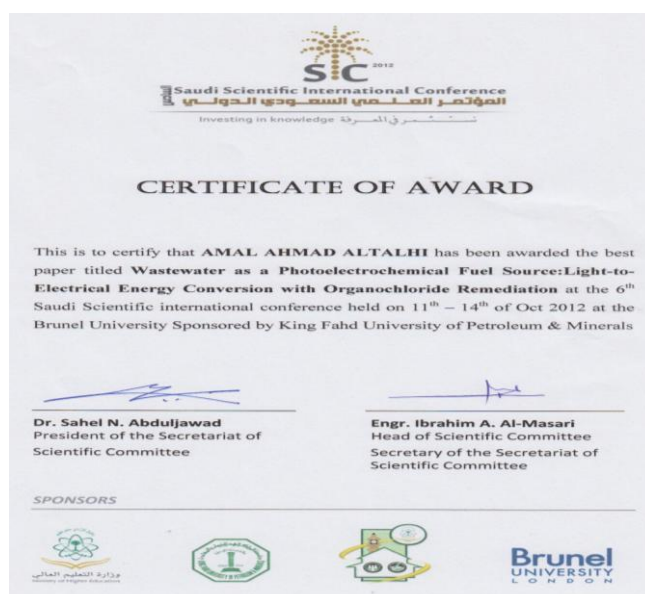 SIC 2012
Saudi Scientific International Conference
المؤتمر العلمي السعودي الدولي
Investing in knowledge نستثمر في المعرفة
CERTIFICATE OF AWARD
This is to certify that AMAL AHMAD ALTALHI has been awarded the best
paper titled Wastewater as a Photoelectrochemical Fuel Source:Light-to-
Electrical Energy Conversion with Organochloride Remediation at the 6th
Saudi Scientific international conference held on 11th – 14th of Oct 2012 at the
Brunel University Sponsored by King Fahd University of Petroleum & Minerals
Dr. Sahel N. Abduljawad
President of the Secretariat of
Scientific Committee
Engr. Ibrahim A. Al-Masari
Head of Scientific Committee
Secretary of the Secretariat of
Scientific Committee
SPONSORS
وزارة التعليم العالي
Ministry of Higher Education
Brunel
UNIVERSITY
LONDON